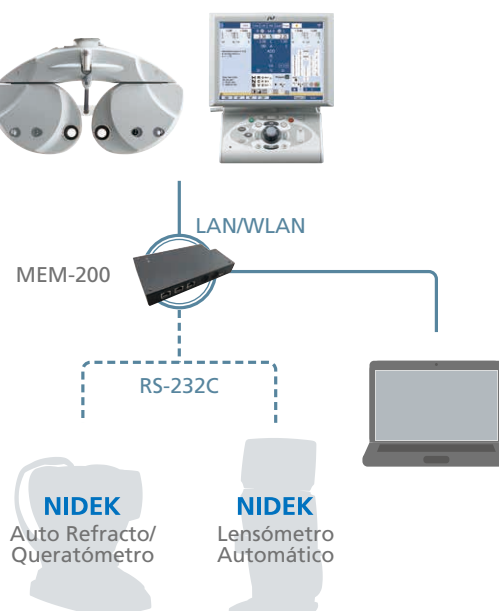 LAN/WLAN
MEM-200
RS-232C
NIDEK
Auto Refracto/
Queratómetro
NIDEK
Lensómetro
Automático